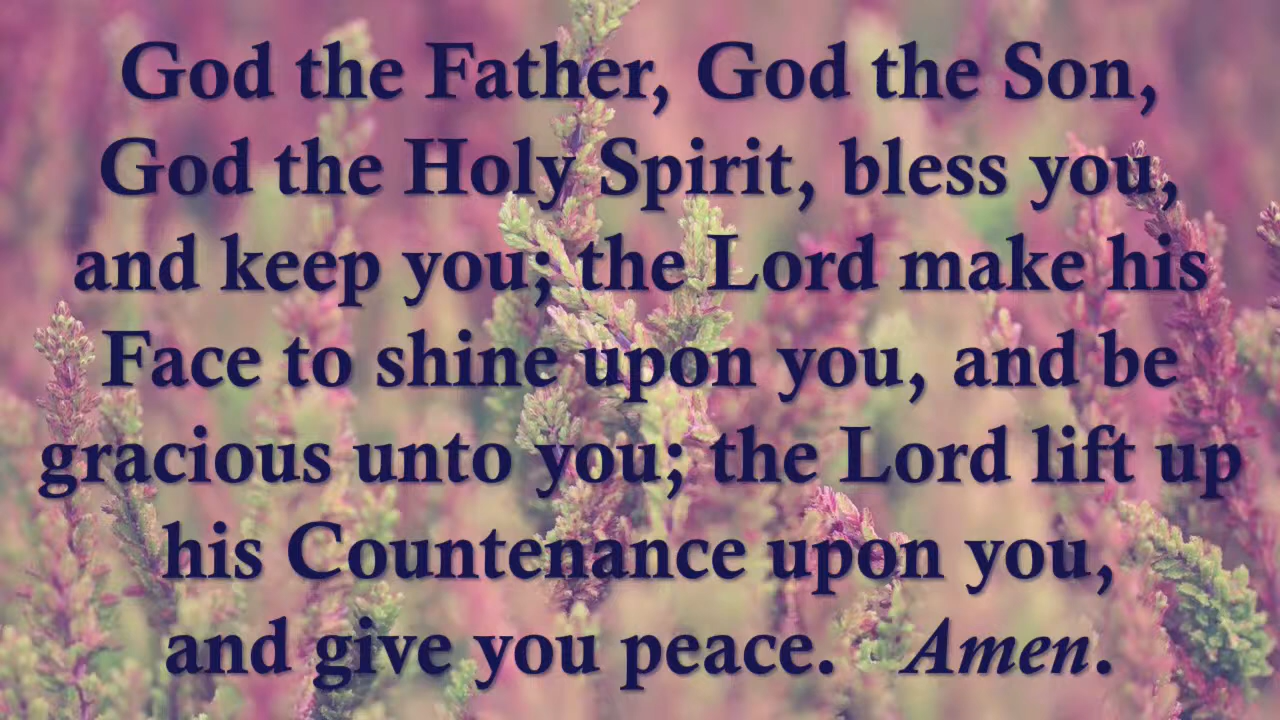 God the Father, God the Son,
God the Holy Spirit, bless you,
and keep you; the Lord make his
Face to shine upon you, and be
gracious unto you; the Lord lift up
his Countenance upon you,
and give you peace. Amen.